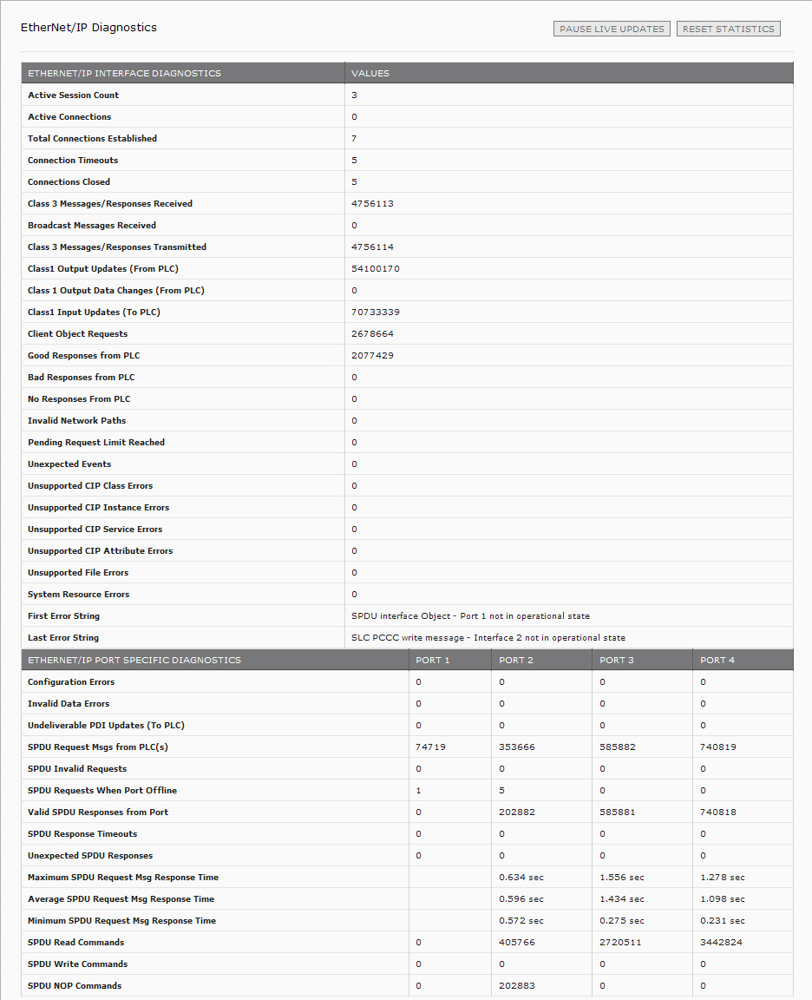 EtherNet/IP Diagnostics PAUSE LIVE UPDATES RESET STATISTICS
ETHERNET/IP INTERFACE DIAGNOSTICS VALUES
Active Session Count 3
Active Connections 0
Total Connections Established 7
Connection Timeouts 5
Connections Closed 5
Class 3 Messages/Responses Received 4756113
Broadcast Messages Received 0
Class 3 Messages/Responses Transmitted 4756114
Class1 Output Updates (From PLC) 54100170
Class 1 Output Data Changes (From PLC) 0
Class1 Input Updates (To PLC) 70733339
Client Object Requests 2678664
Good Responses from PLC 2077429
Bad Responses from PLC 0
No Responses From PLC 0
Invalid Network Paths 0
Pending Request Limit Reached 0
Unexpected Events 0
Unsupported CIP Class Errors 0
Unsupported CIP Instance Errors 0
Unsupported CIP Service Errors 0
Unsupported CIP Attribute Errors 0
Unsupported File Errors 0
System Resource Errors 0
First Error String SPDU interface Object - Port 1 not in operational state
Last Error String SLC PCCC write message - Interface 2 not in operational state
ETHERNET/IP PORT SPECIFIC DIAGNOSTICS PORT 1 PORT 2 PORT 3 PORT 4
Configuration Errors 0 0 0 0
Invalid Data Errors 0 0 0 0
Undeliverable PDI Updates (To PLC) 0 0 0 0
SPDU Request Msgs from PLC(s) 74719 353666 585882 740819
SPDU Invalid Requests 0 0 0 0
SPDU Requests When Port Offline 1 5 0 0
Valid SPDU Responses from Port 0 202882 585881 740818
SPDU Response Timeouts 0 0 0 0
Unexpected SPDU Responses 0 0 0 0
Maximum SPDU Request Msg Response Time 0.634 sec 1.556 sec 1.278 sec
Average SPDU Request Msg Response Time 0.596 sec 1.434 sec 1.098 sec
Minimum SPDU Request Msg Response Time 0.572 sec 0.275 sec 0.231 sec
SPDU Read Commands 0 405766 2720511 3442824
SPDU Write Commands 0 0 0 0
SPDU NOP Commands 0 202883 0 0